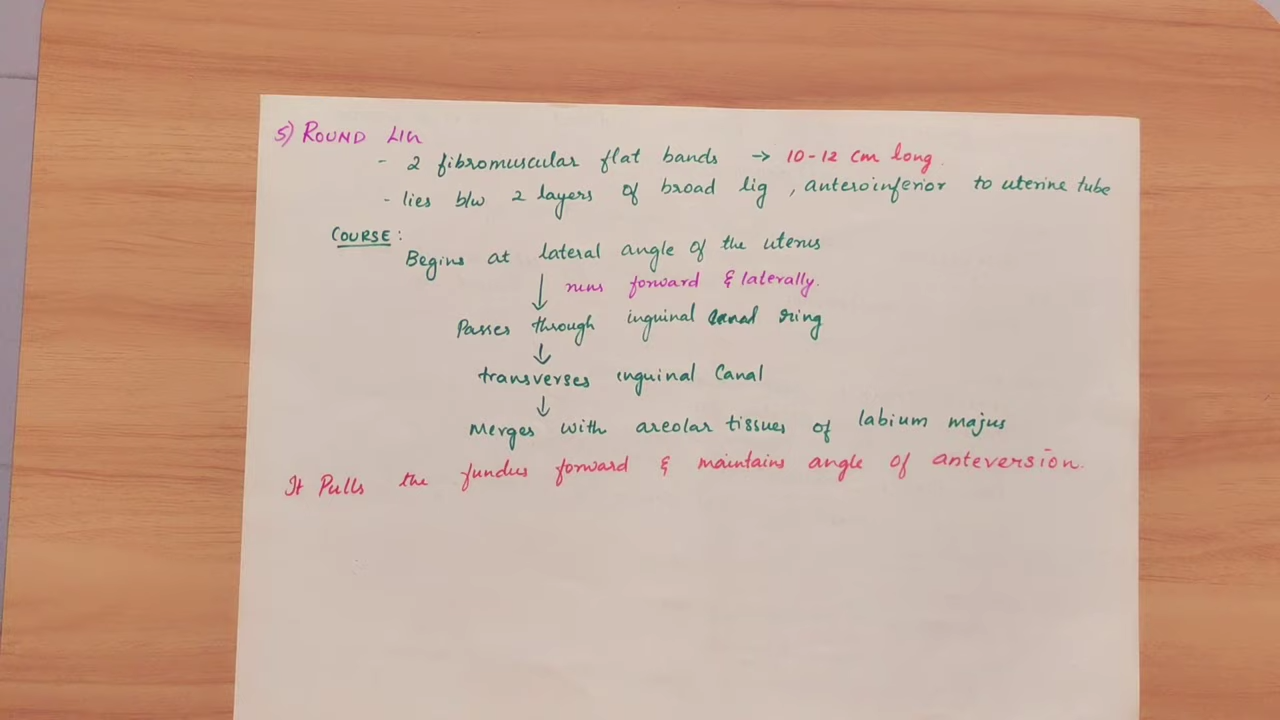 5) ROUND LIG
- 2 fibromuscular flat bands → 10-12 cm long.
- lies b/w 2 layers of broad lig, anteroinferior to uterine tube
COURSE:
Begins at lateral angle of the uterus
↓ runs forward & laterally.
Passes through inguinal canal ring
↓
transverses inguinal Canal
↓
Merges with areolar tissues of labium majus
It Pulls the fundus forward & maintains angle of anteversion.